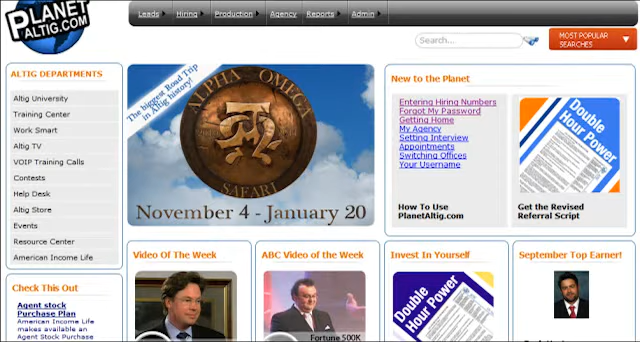 PLANET
ALTIG.COM
Leads
Hiring
Production
Agency
Reports
Admin
Search...
MOST POPULAR
SEARCHES
ALTIG DEPARTMENTS
Altig University
Training Center
Work Smart
Altig TV
VOIP Training Calls
Contests
Help Desk
Altig Store
Events
Resource Center
American Income Life
Check This Out
Agent stock
Purchase Plan
American Income Life
makes available an
Agent Stock Purchase
The biggest Road Trip
in Altig history!
ALPHA OMEGA
SAFARI
November 4 - January 20
New to the Planet
Entering Hiring Numbers
Forgot My Password
Getting Home
My Agency
Setting Interview
Appointments
Switching Offices
Your Username
How To Use
PlanetAltig.com
Double
Hour Power
Get the Revised
Referral Script
Video Of The Week
ABC Video of the Week
Fortune 500K
Invest In Yourself
Double
Hour Power
September Top Earner!